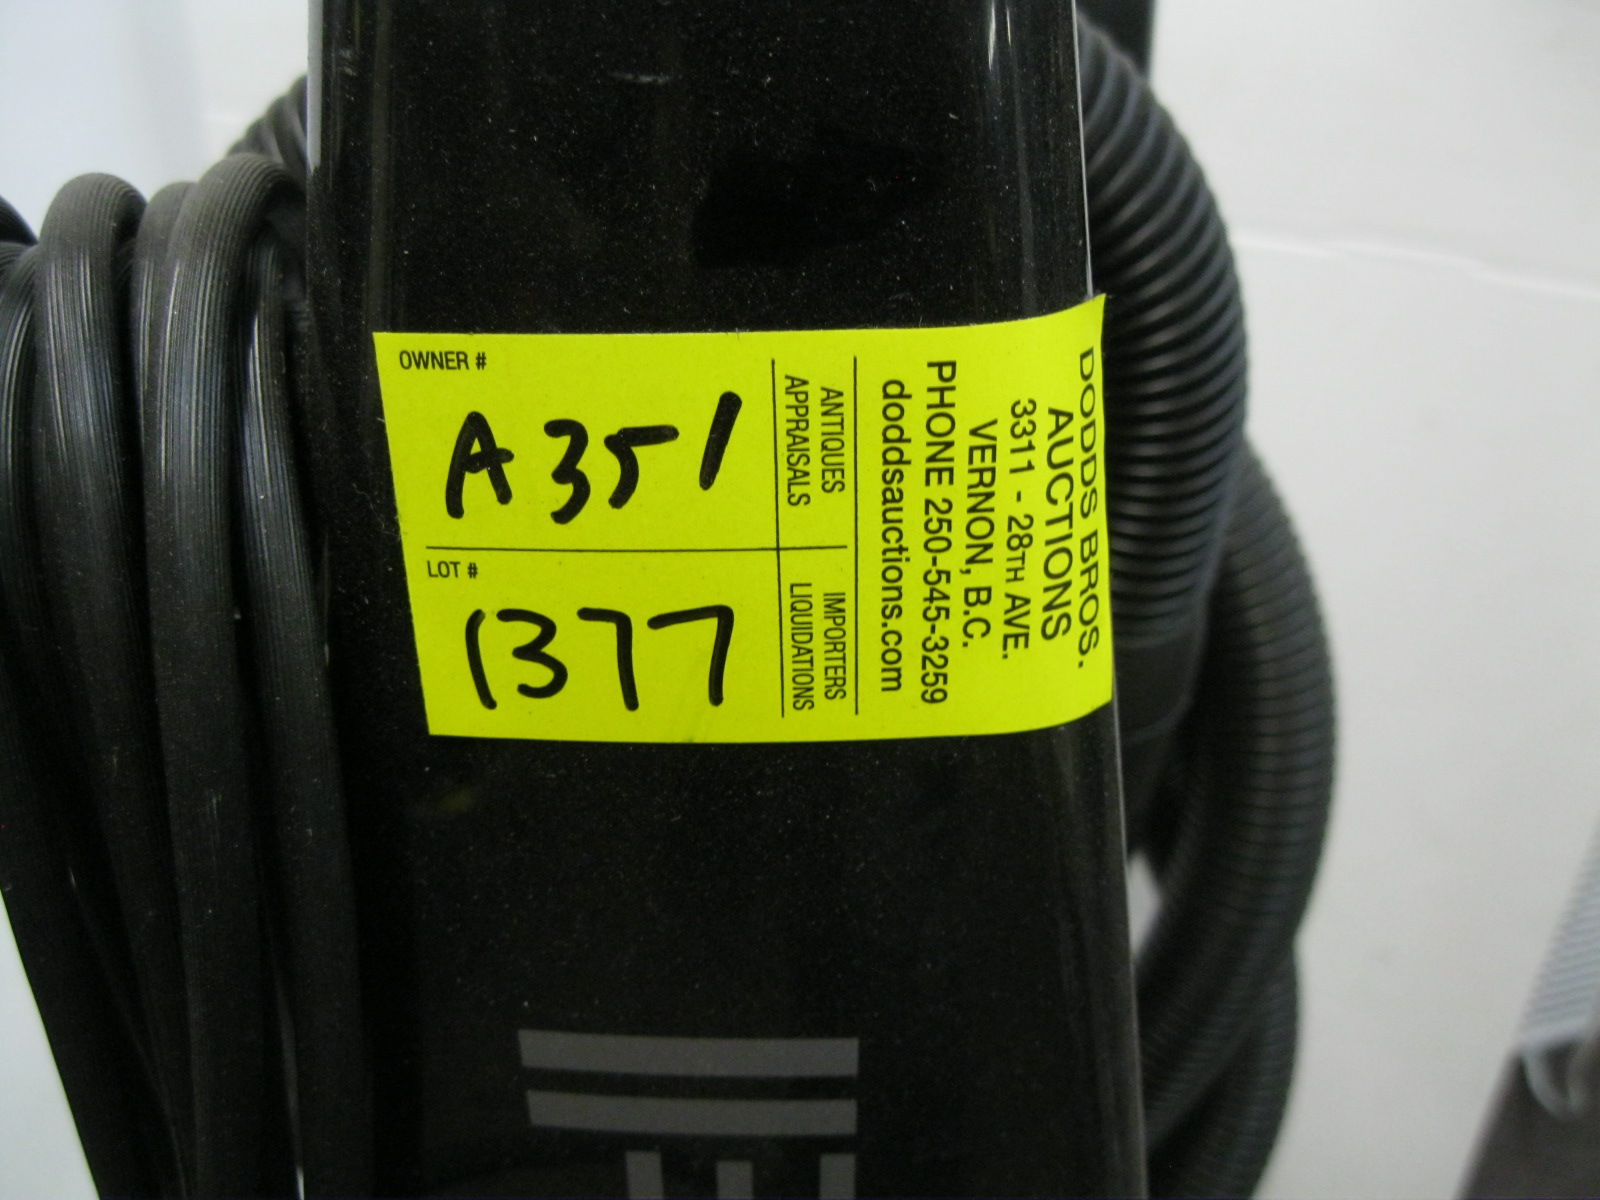 OWNER #
A351
LOT #
1377
ANTIQUES
APPRAISALS
IMPORTERS
LIQUIDATIONS
DODDS BROS.
AUCTIONS
3311 - 28TH AVE.
VERNON, B.C.
PHONE 250-545-3259
doddsauctions.com